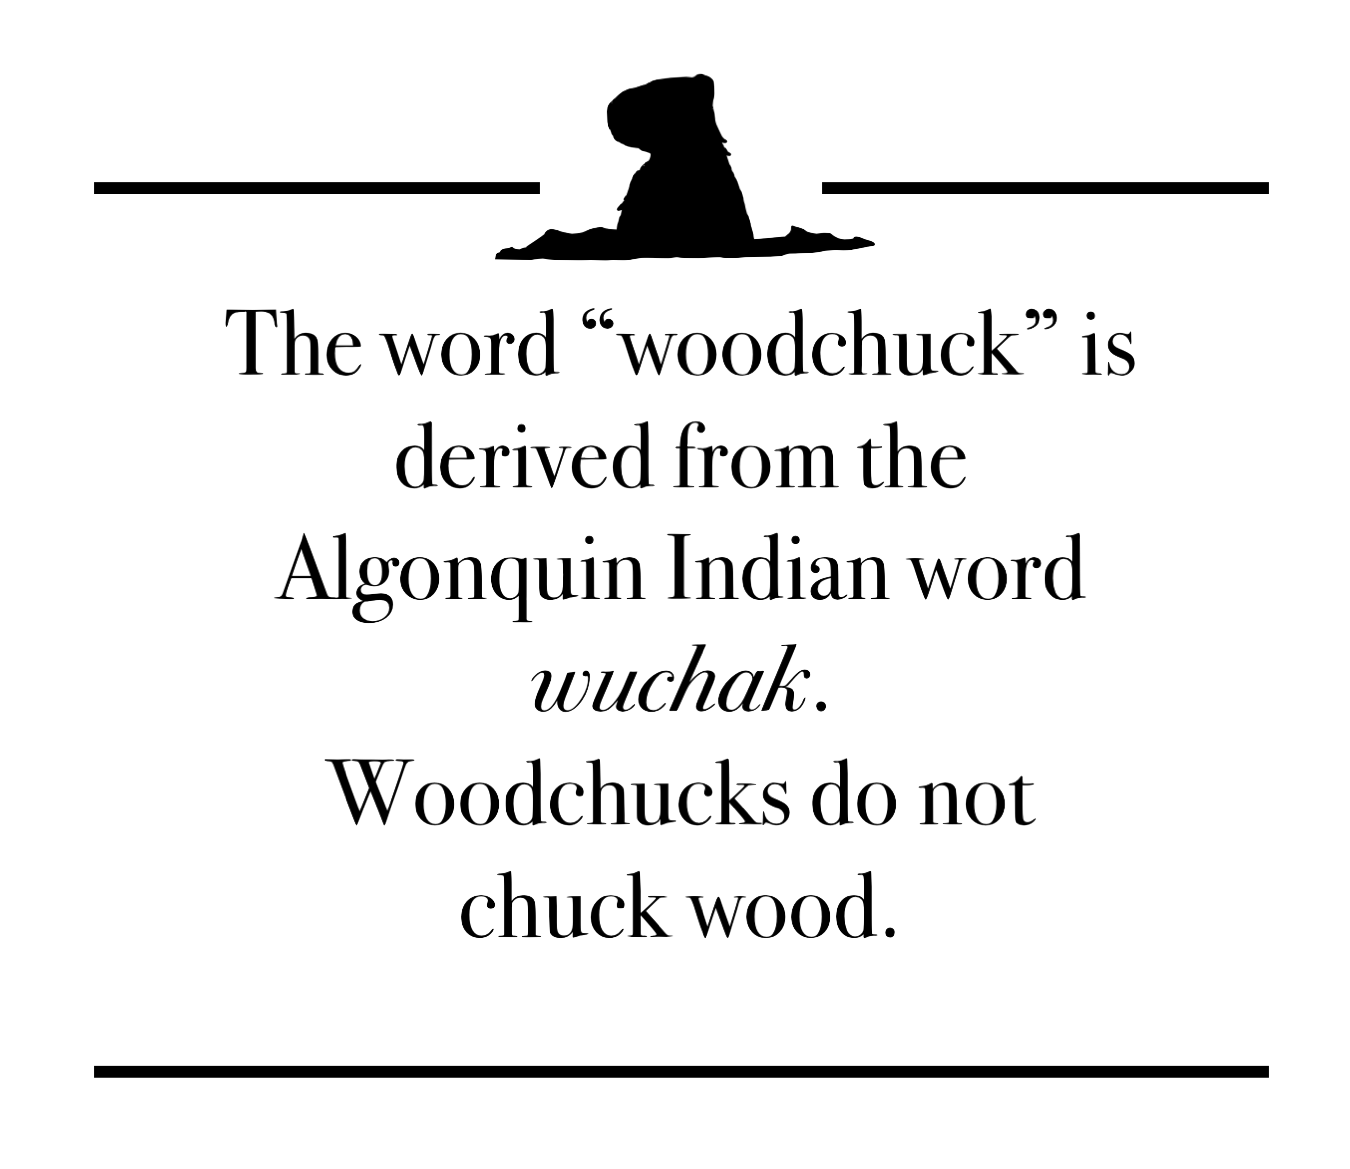 The word “woodchuck” is
derived from the
Algonquin Indian word
wuchak.
Woodchucks do not
chuck wood.